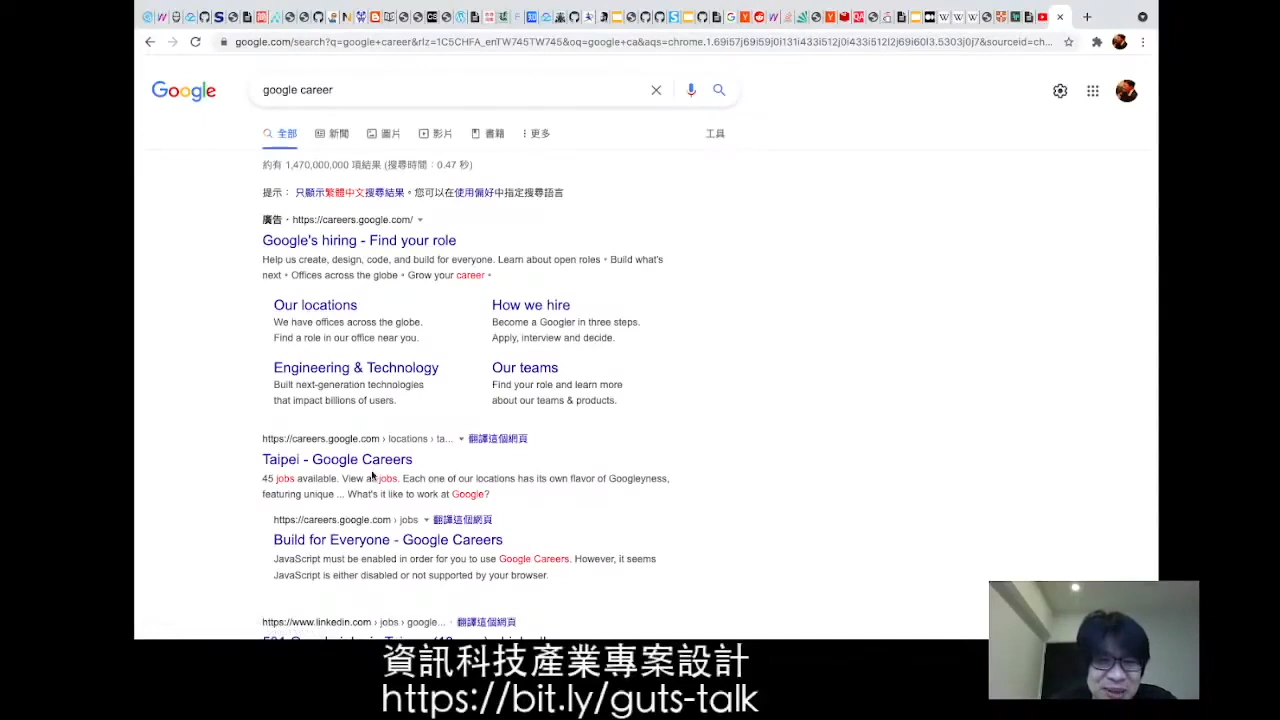 google.com/search?q=google+career&rlz=1C5CHFA_enTW745TW745&oq=google+ca&aqs=chrome.1.69i57j69i59j0i131i433i512j0i433i512l2j69i60l3.5303j0j7&sourceid=ch...
Google
google career
全部 新聞 圖片 影片 書籍 更多 工具
約有 1,470,000,000 項結果 (搜尋時間:0.47 秒)
提示: 只顯示繁體中文搜尋結果。您可以在使用偏好中指定搜尋語言
廣告・https://careers.google.com/
Google's hiring - Find your role
Help us create, design, code, and build for everyone. Learn about open roles • Build what's
next • Offices across the globe • Grow your career •
Our locations
We have offices across the globe.
Find a role in our office near you.
How we hire
Become a Googler in three steps.
Apply, interview and decide.
Engineering & Technology
Built next-generation technologies
that impact billions of users.
Our teams
Find your role and learn more
about our teams & products.
https://careers.google.com › locations › ta... 翻譯這個網頁
Taipei - Google Careers
45 jobs available. View all jobs. Each one of our locations has its own flavor of Googleyness,
featuring unique ... What's it like to work at Google?
https://careers.google.com › jobs 翻譯這個網頁
Build for Everyone - Google Careers
JavaScript must be enabled in order for you to use Google Careers. However, it seems
JavaScript is either disabled or not supported by your browser.
https://www.linkedin.com › jobs › google... 翻譯這個網頁
資訊科技產業專案設計
https://bit.ly/guts-talk